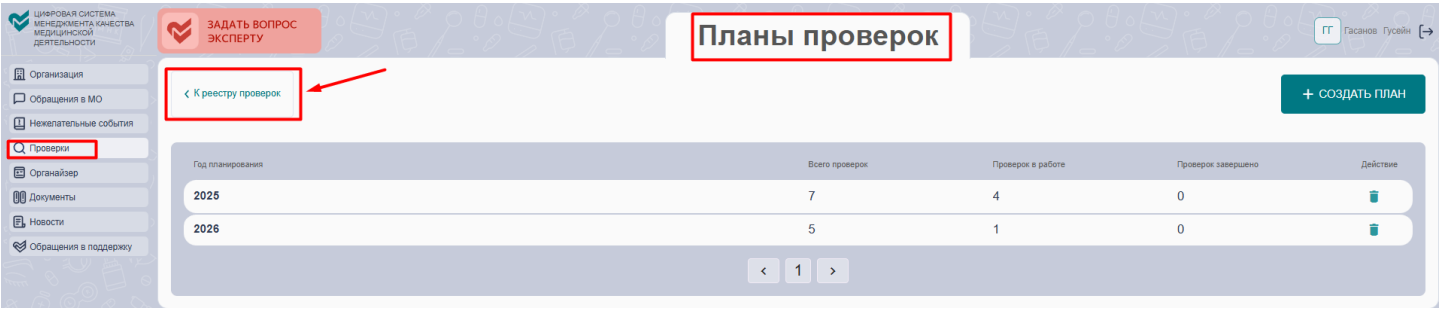 ЦИФРОВАЯ СИСТЕМА
МЕНЕДЖМЕНТА КАЧЕСТВА
МЕДИЦИНСКОЙ
ДЕЯТЕЛЬНОСТИ
ЗАДАТЬ ВОПРОС
ЭКСПЕРТУ
Планы проверок
ГГ Гасанов Гусейн
Организация
Обращения в МО
Нежелательные события
Проверки
Органайзер
Документы
Новости
Обращения в поддержку
К реестру проверок
+ СОЗДАТЬ ПЛАН
Год планирования Всего проверок Проверок в работе Проверок завершено Действие
2025 7 4 0
2026 5 1 0
< 1 >